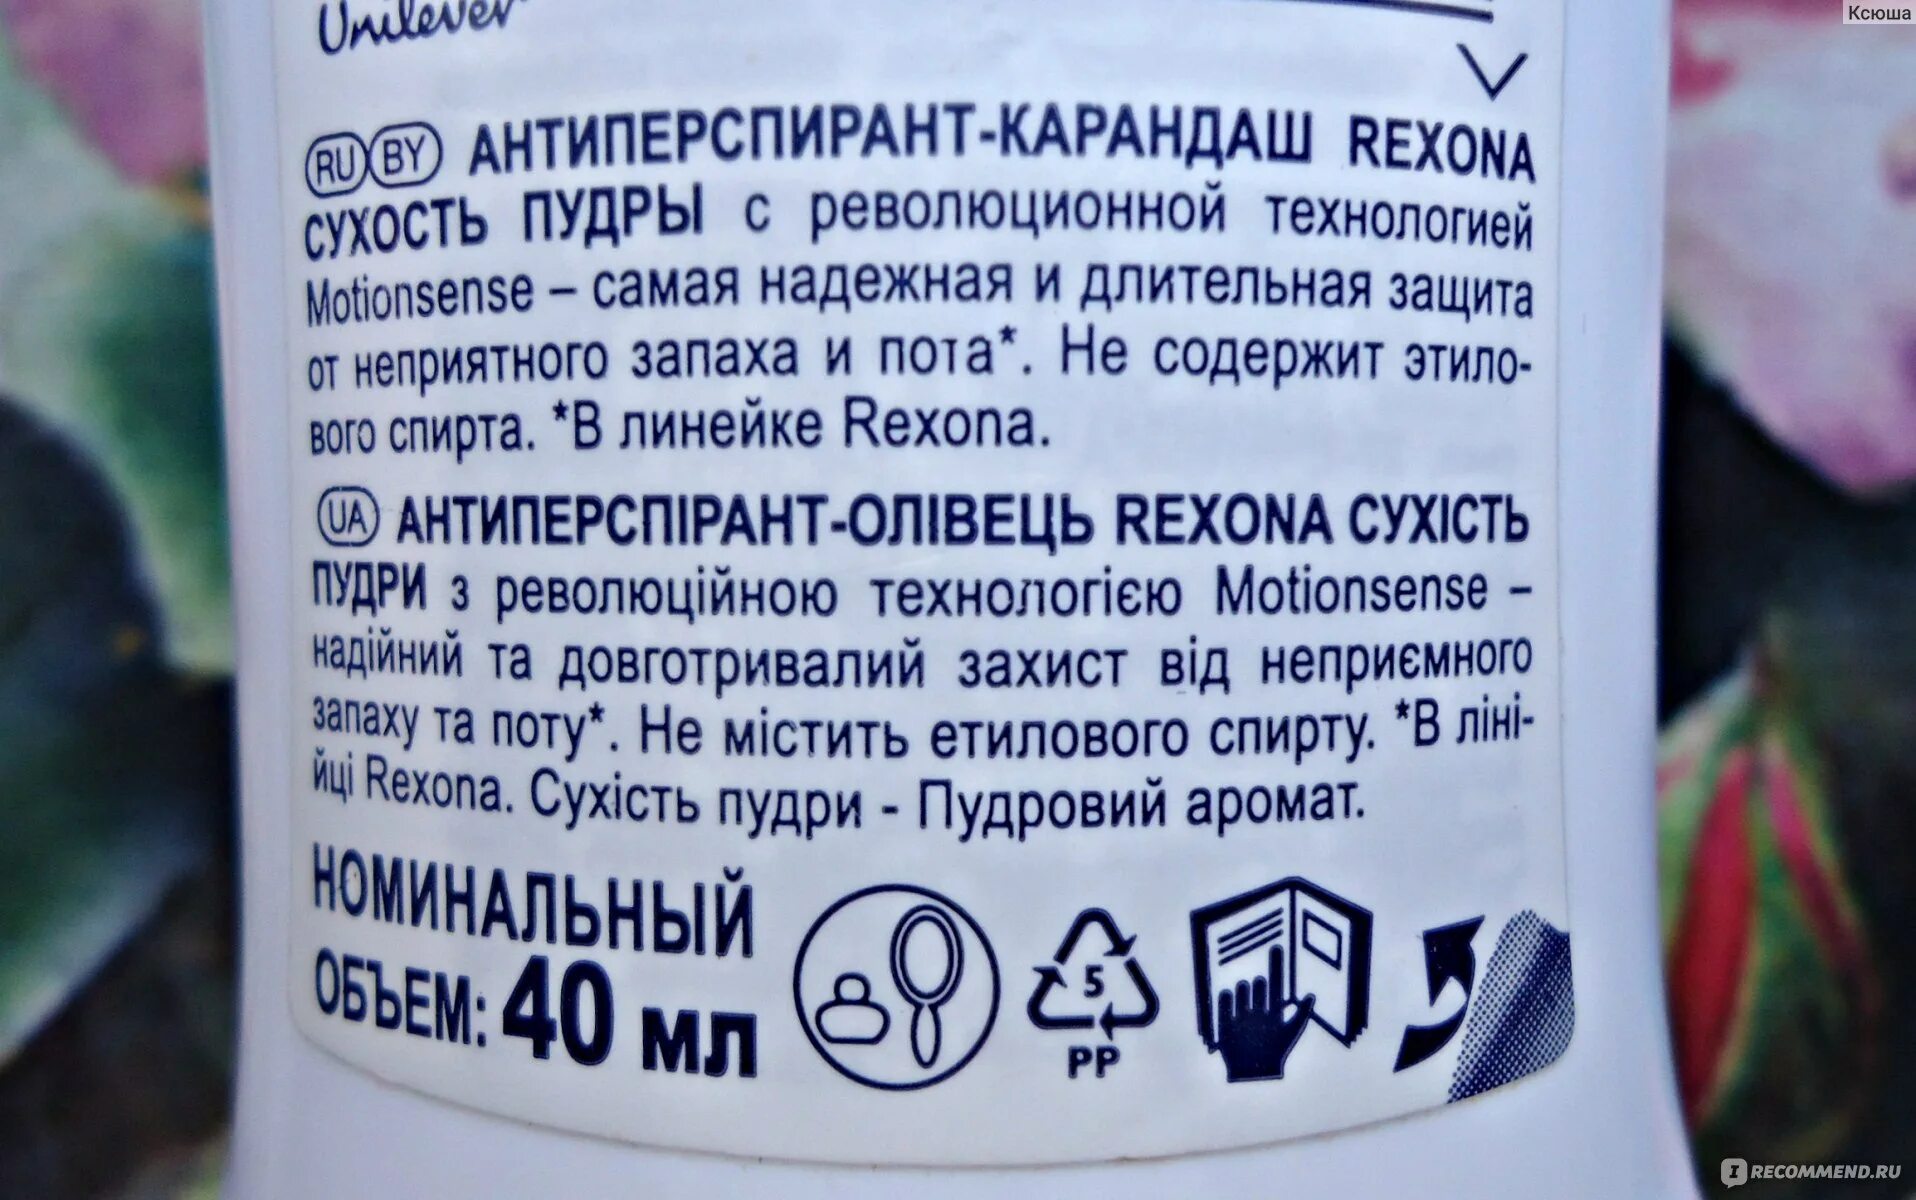 Ксюша
Unilever
RU BY АНТИПЕРСПИРАНТ-КАРАНДАШ REXONA
СУХОСТЬ ПУДРЫ с революционной технологией
Motionsense – самая надежная и длительная защита
от неприятного запаха и пота*. Не содержит этило-
вого спирта. *В линейке Rexona.
UA АНТИПЕРСПІРАНТ-ОЛІВЕЦЬ REXONA СУХІСТЬ
ПУДРИ з революційною технологією Motionsense –
надійний та довготривалий захист від неприємного
запаху та поту*. Не містить етилового спирту. *В ліні-
йці Rexona. Сухість пудри - Пудровий аромат.
НОМИНАЛЬНЫЙ
ОБЪЕМ: 40 мл
5
PP
IRECOMMEND.RU